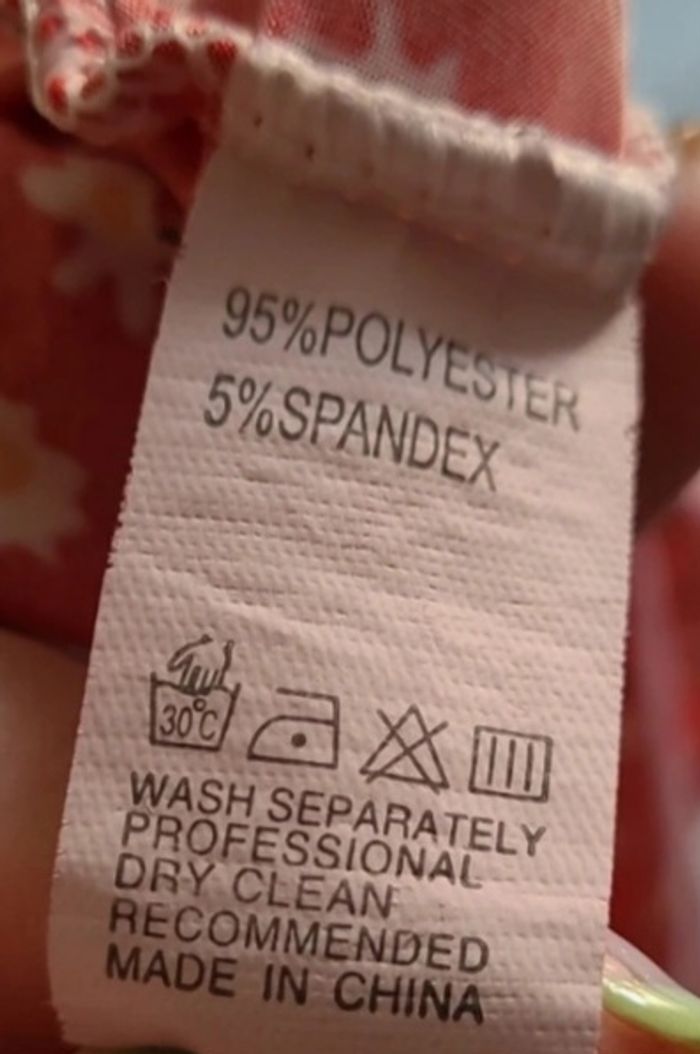 95%POLYESTER
5%SPANDEX
30°C
WASH SEPARATELY
PROFESSIONAL
DRY CLEAN
RECOMMENDED
MADE IN CHINA